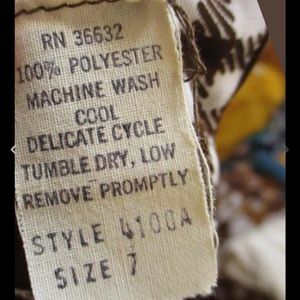 RN 36632
100% POLYESTER
MACHINE WASH
COOL
DELICATE CYCLE
TUMBLE DRY, LOW
REMOVE PROMPTLY
STYLE 4100A
SIZE 7